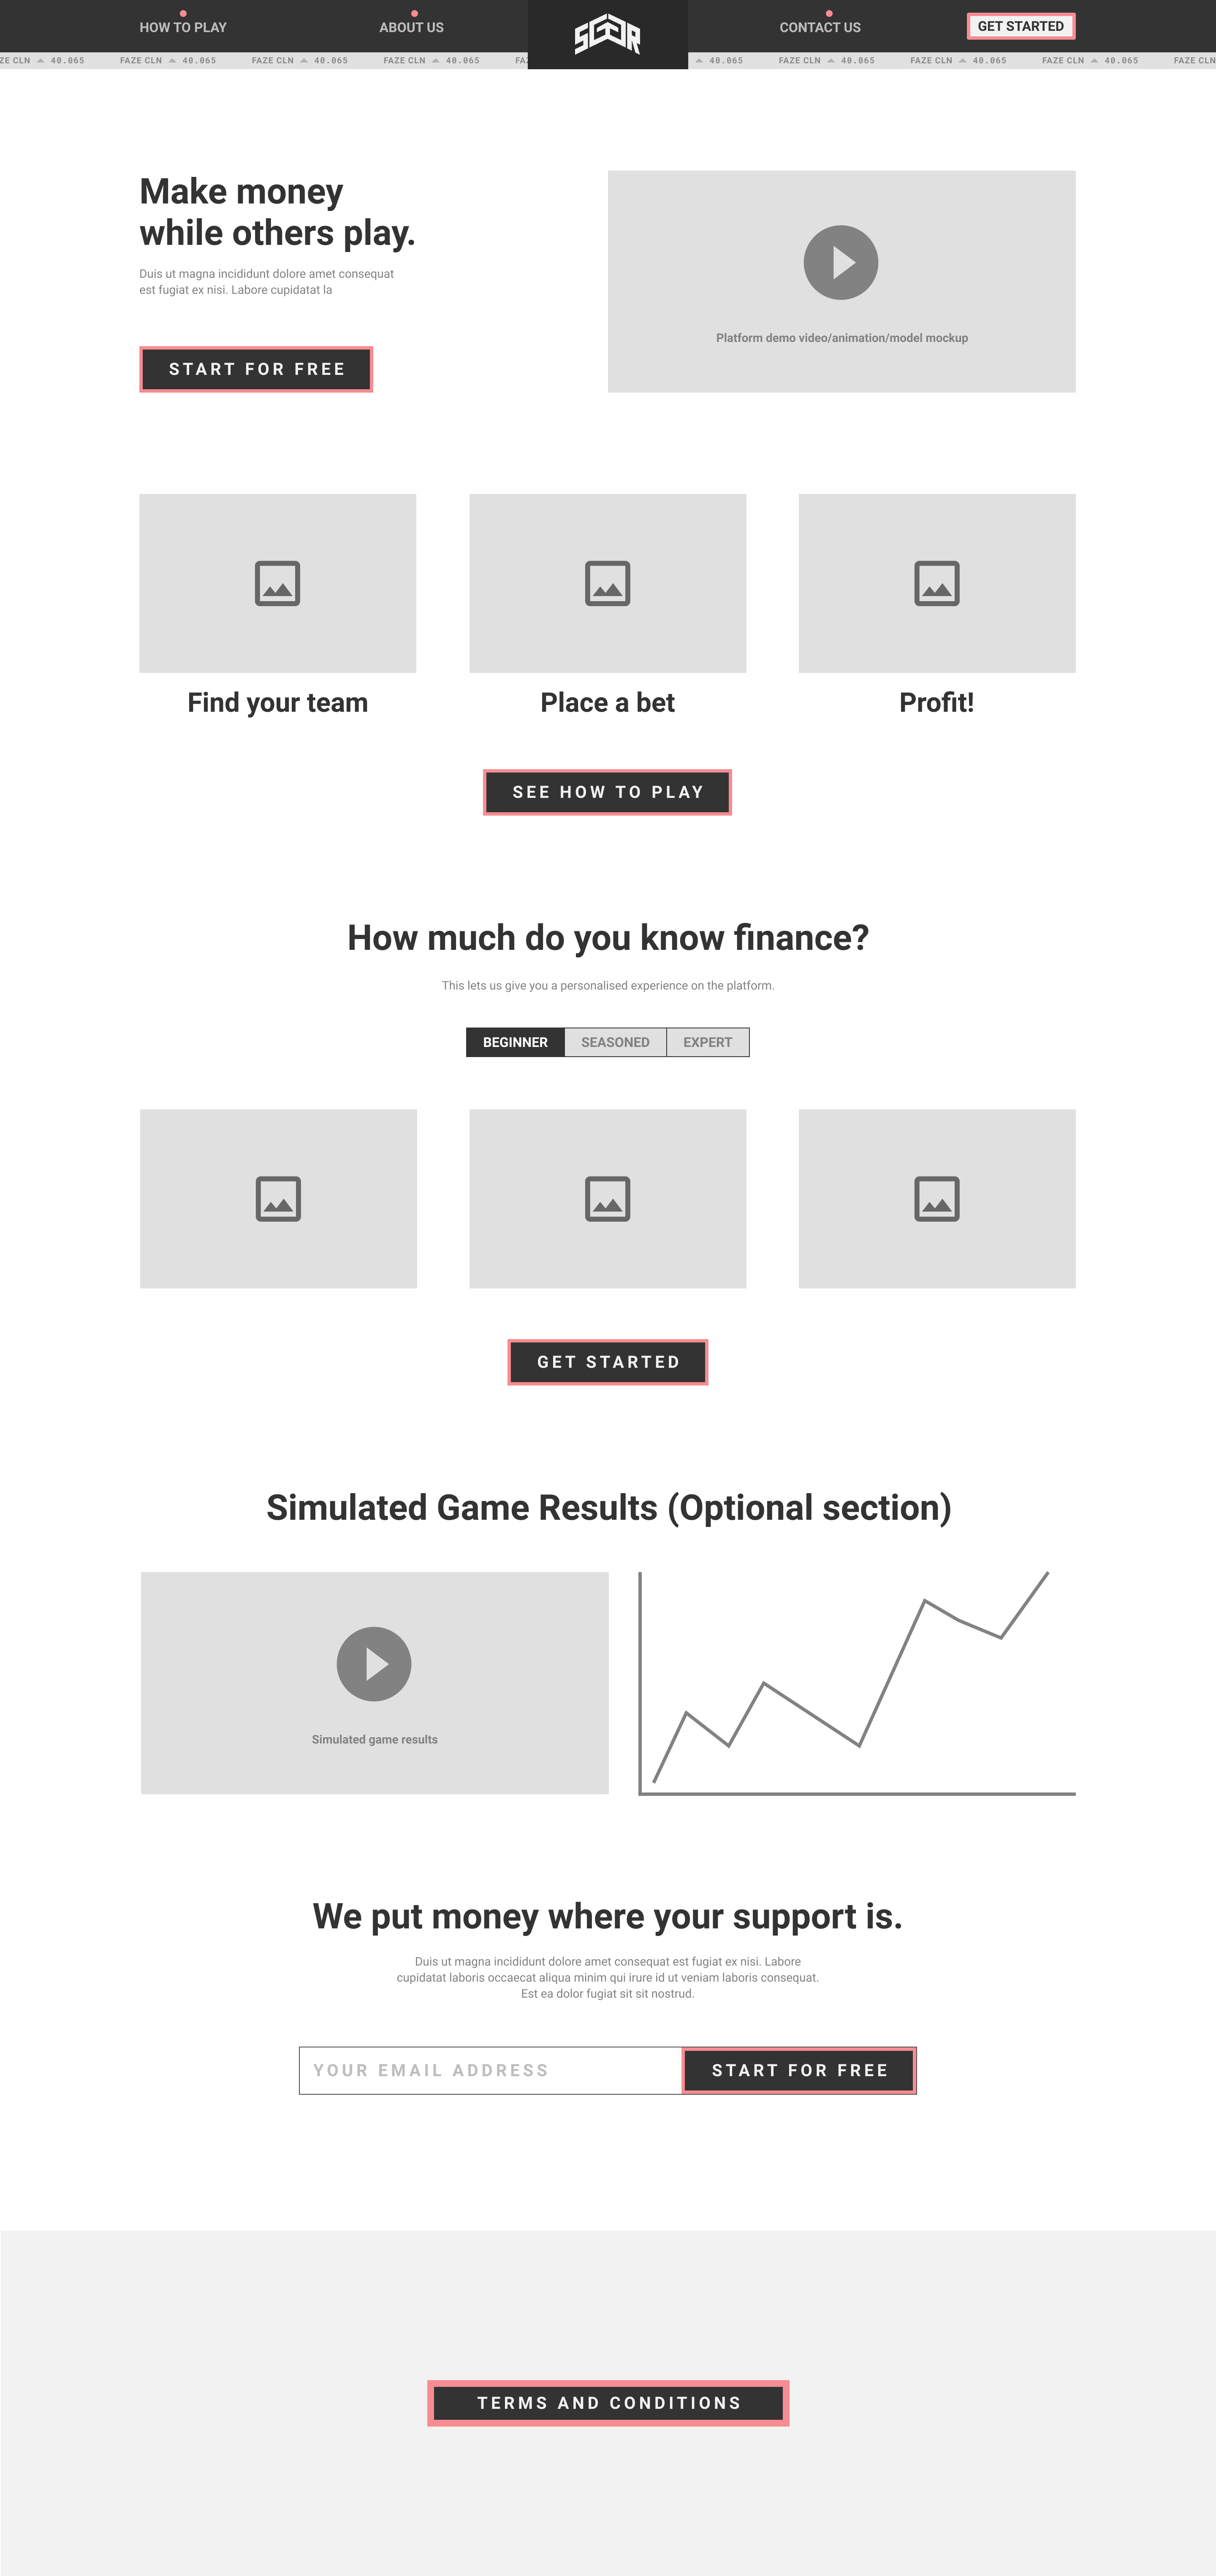 HOW TO PLAY
ABOUT US
CONTACT US
GET STARTED
ZE CLN 40.065 FAZE CLN 40.065 FAZE CLN 40.065 FAZE CLN 40.065 FAZ 40.065 FAZE CLN 40.065 FAZE CLN 40.065 FAZE CLN 40.065 FAZE CLN
Make money
while others play.
Duis ut magna incididunt dolore amet consequat
est fugiat ex nisi. Labore cupidatat la
START FOR FREE
Platform demo video/animation/model mockup
Find your team
Place a bet
Profit!
SEE HOW TO PLAY
How much do you know finance?
This lets us give you a personalised experience on the platform.
BEGINNER
SEASONED
EXPERT
GET STARTED
Simulated Game Results (Optional section)
Simulated game results
We put money where your support is.
Duis ut magna incididunt dolore amet consequat est fugiat ex nisi. Labore
cupidatat laboris occaecat aliqua minim qui irure id ut veniam laboris consequat.
Est ea dolor fugiat sit sit nostrud.
YOUR EMAIL ADDRESS
START FOR FREE
TERMS AND CONDITIONS